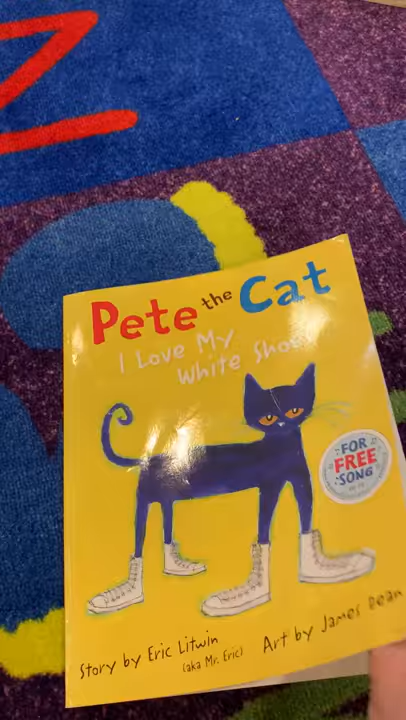 Z
Pete the Cat
I Love My
White Shoes
FOR
FREE
SONG
Story by Eric Litwin
(aka Mr. Eric)
Art by James Dean